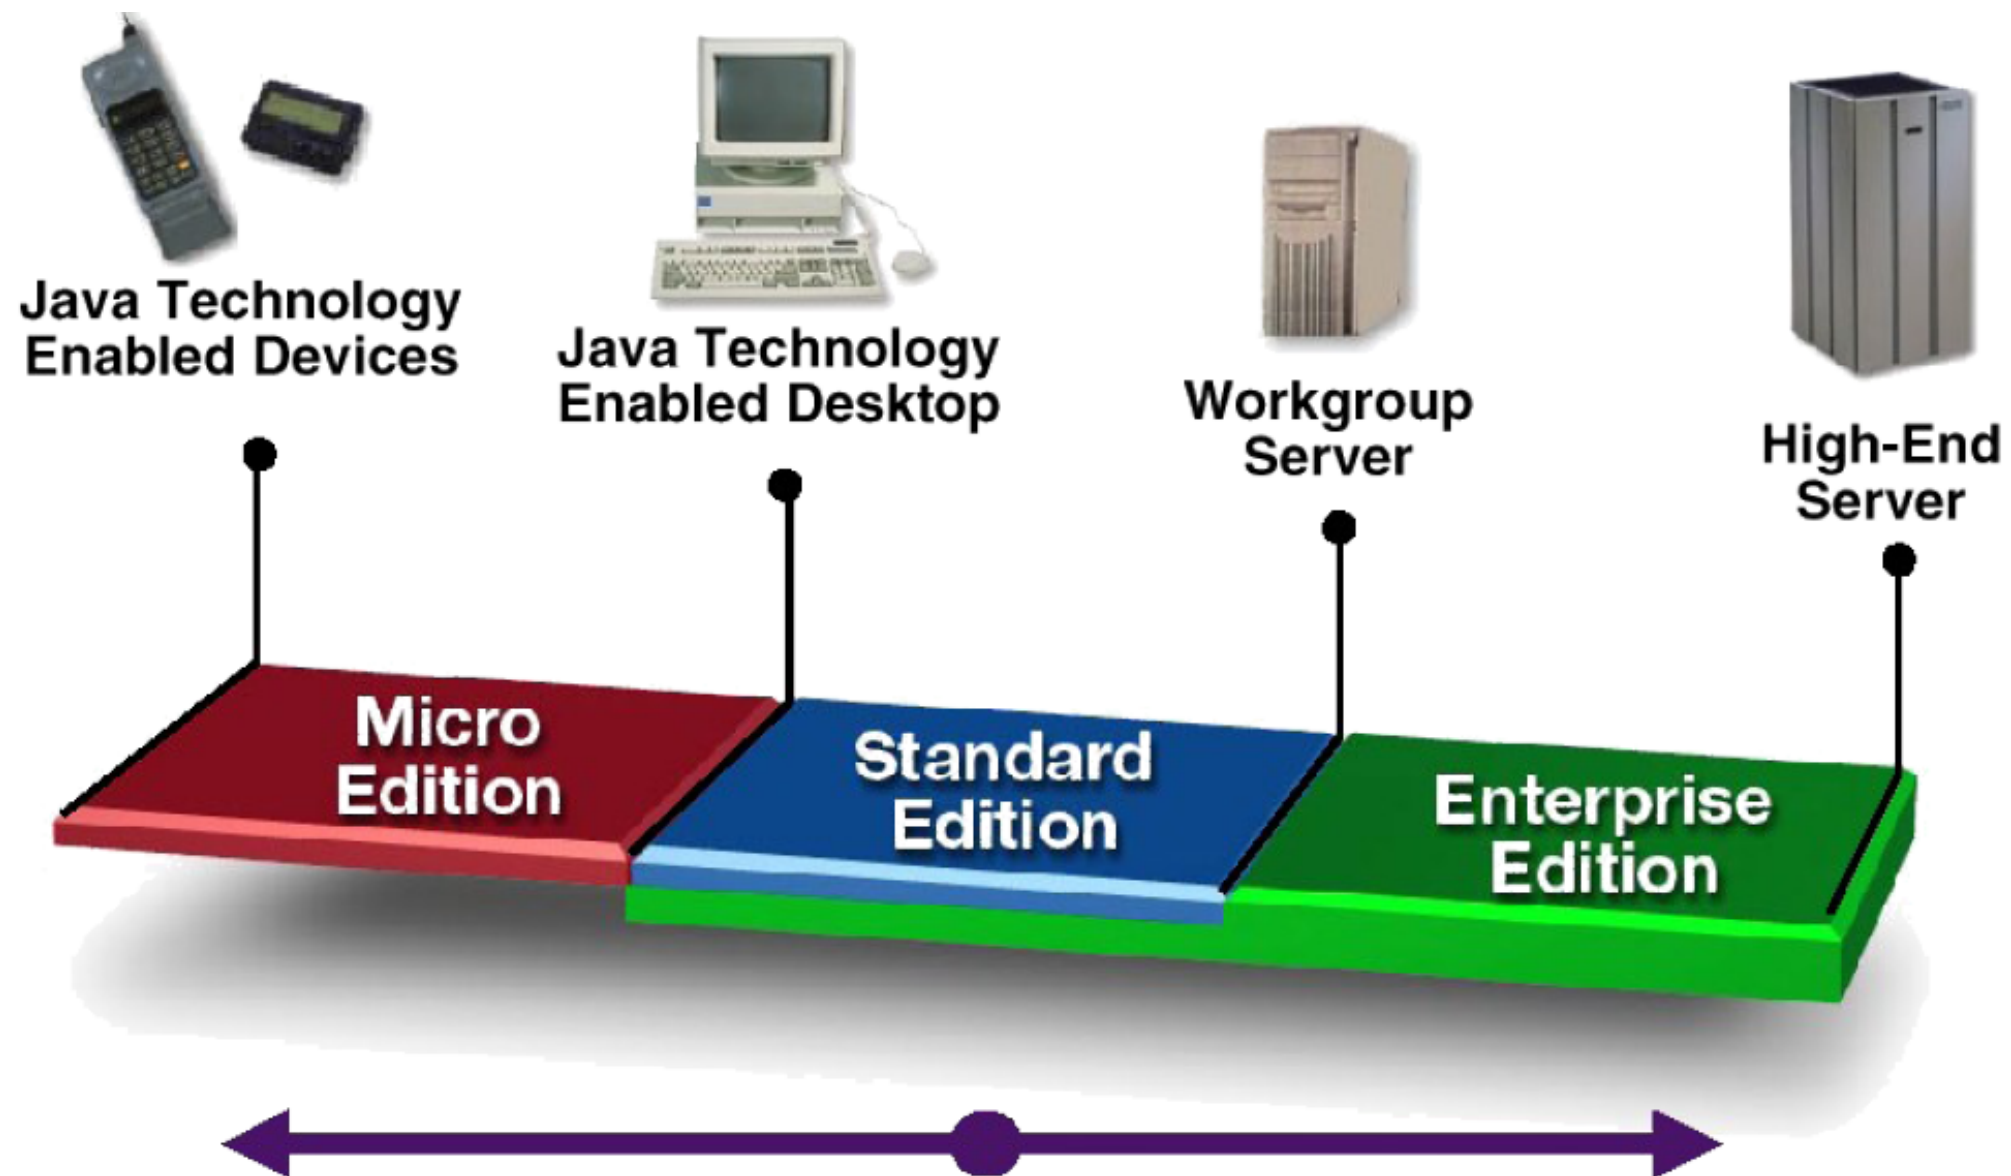 Java Technology
Enabled Devices
Java Technology
Enabled Desktop
Workgroup
Server
High-End
Server
Micro
Edition
Standard
Edition
Enterprise
Edition